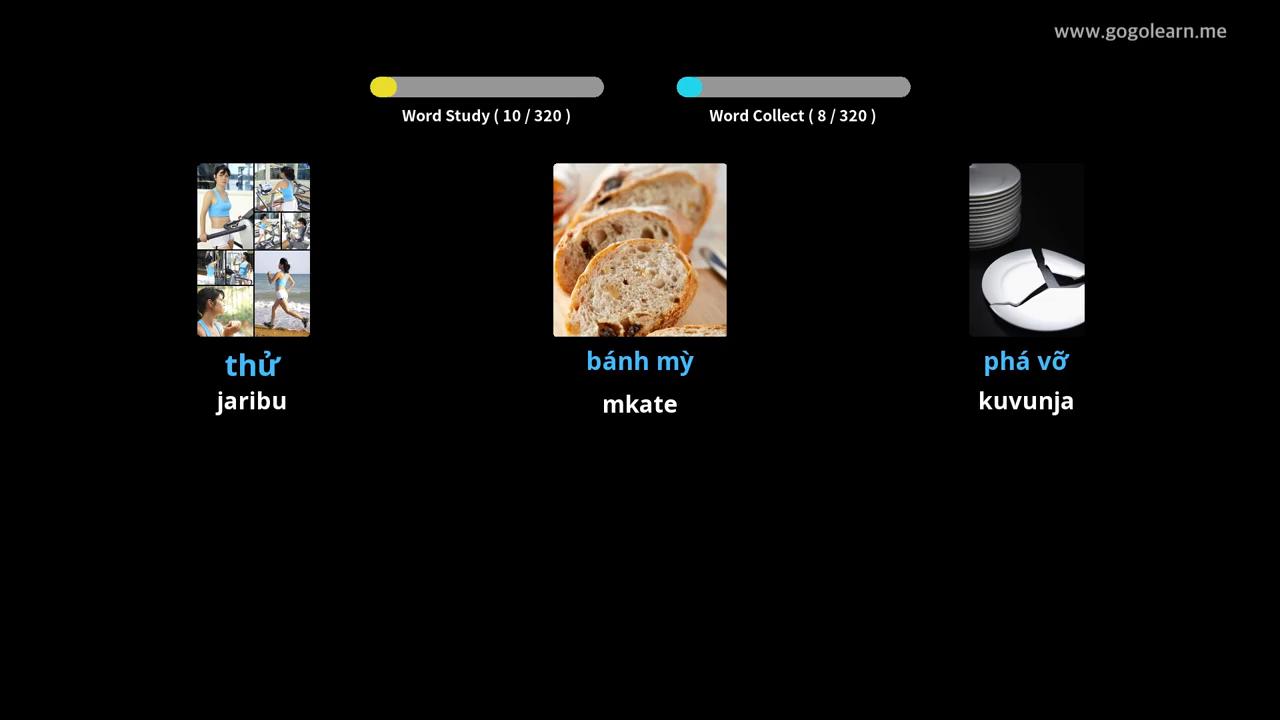 www.gogolearn.me
Word Study ( 10 / 320 )
Word Collect ( 8 / 320 )
thử
bánh mỳ
phá vỡ
jaribu
mkate
kuvunja